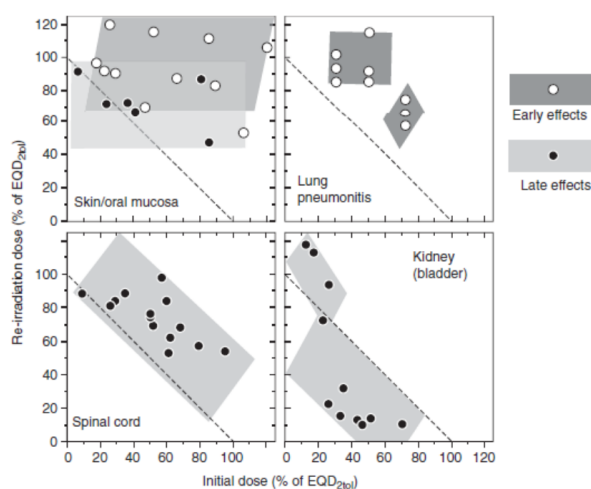 120
100
80
60
40
20
0
Skin/oral mucosa
Lung
pneumonitis
Early effects
Late effects
Re-irradiation dose (% of EQD2tol)
100
80
60
40
20
0
Spinal cord
Kidney
(bladder)
0 20 40 60 80 100
0 20 40 60 80 100 120
Initial dose (% of EQD2tol)